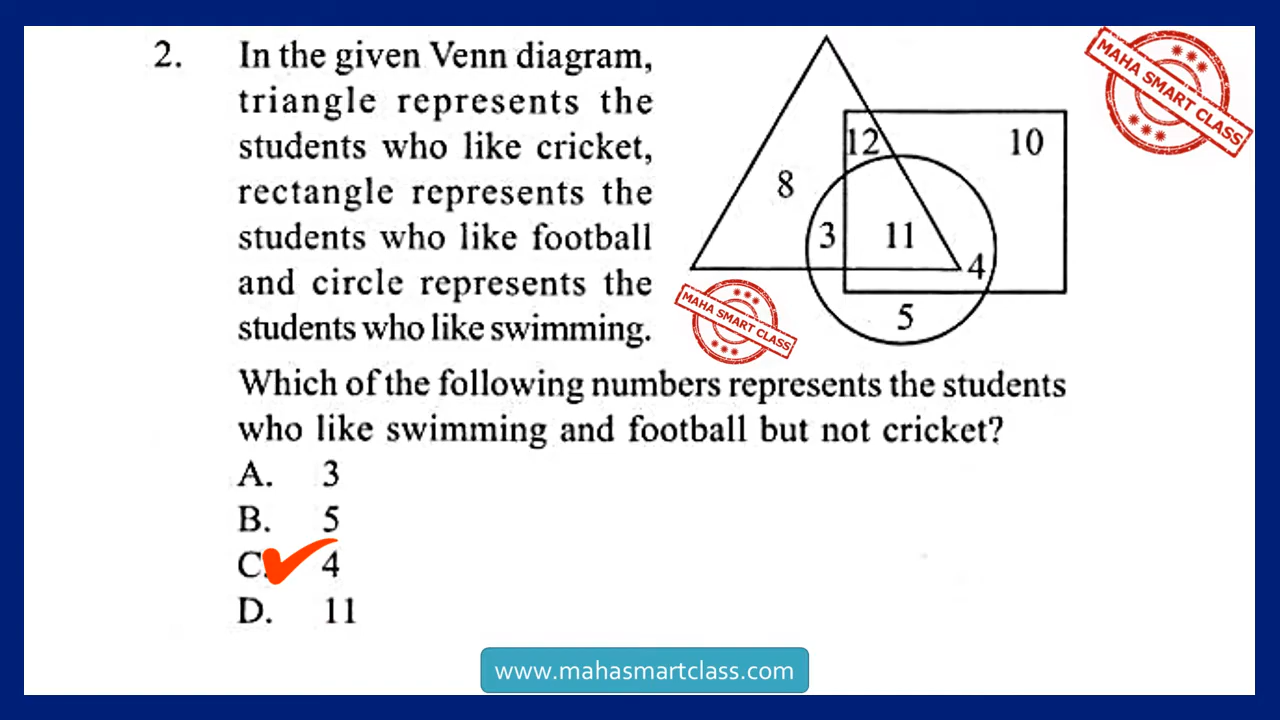 2. In the given Venn diagram,
triangle represents the
students who like cricket,
rectangle represents the
students who like football
and circle represents the
students who like swimming.
12
10
8
3
11
4
5
MAHA SMART CLASS
MAHA SMART CLASS
Which of the following numbers represents the students
who like swimming and football but not cricket?
A. 3
B. 5
C. 4
D. 11
www.mahasmartclass.com